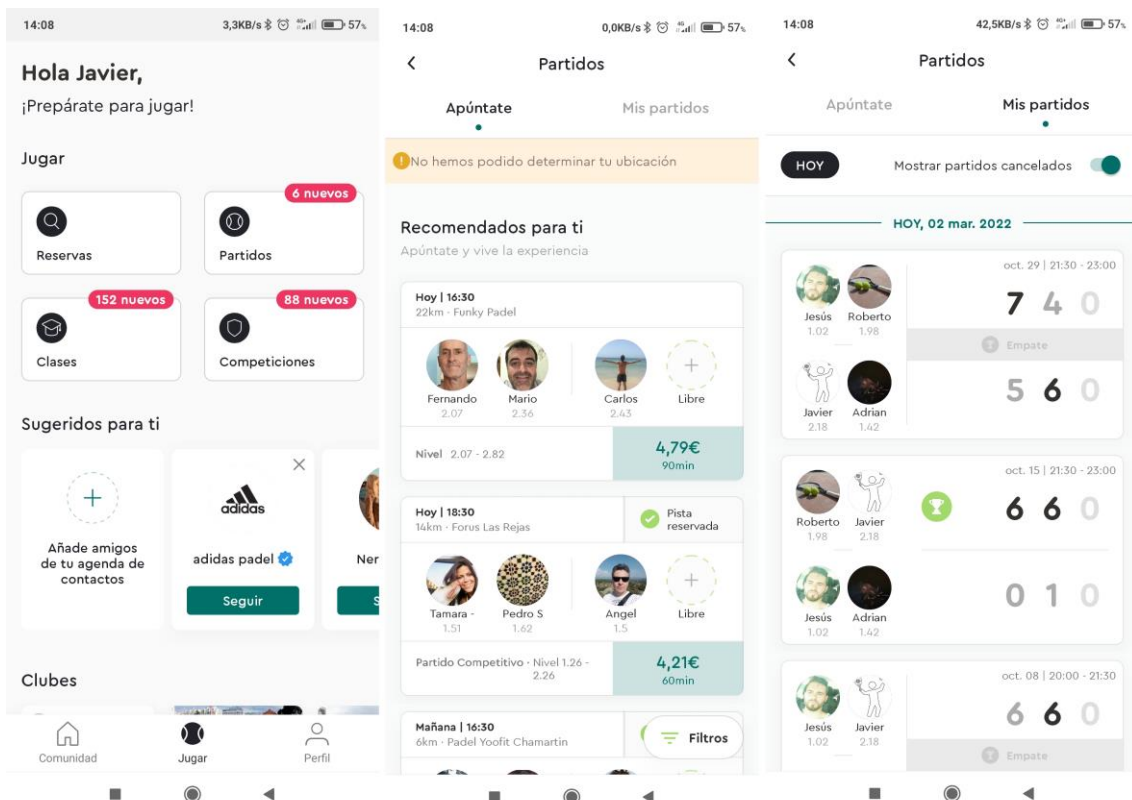 14:08
3,3KB/s
57%
Hola Javier,
¡Prepárate para jugar!
Jugar
6 nuevos
Reservas
Partidos
152 nuevos
88 nuevos
Clases
Competiciones
Sugeridos para ti
adidas
Añade amigos
de tu agenda de
contactos
adidas padel
Ner
Seguir
S
Clubes
Comunidad
Jugar
Perfil
14:08
0,0KB/s
57%
Partidos
Apúntate
Mis partidos
No hemos podido determinar tu ubicación
Recomendados para ti
Apúntate y vive la experiencia
Hoy | 16:30
22km · Funky Padel
Fernando
Mario
Carlos
Libre
2.07
2.36
2.43
Nivel 2.07 - 2.82
4,79€
90min
Hoy | 18:30
14km · Forus Las Rejas
Pista
reservada
Tamara -
Pedro S
Angel
Libre
1.51
1.62
1.5
Partido Competitivo · Nivel 1.26 -
2.26
4,21€
60min
Mañana | 16:30
6km · Padel Yoofit Chamartin
Filtros
14:08
42,5KB/s
57%
Partidos
Apúntate
Mis partidos
HOY
Mostrar partidos cancelados
HOY, 02 mar. 2022
oct. 29 | 21:30 - 23:00
Jesús
Roberto
1.02
1.98
7 4 0
Empate
Javier
Adrian
2.18
1.42
5 6 0
oct. 15 | 21:30 - 23:00
Roberto
Javier
1.98
2.18
6 6 0
Jesús
Adrian
1.02
1.42
0 1 0
oct. 08 | 20:00 - 21:30
Jesús
Javier
1.02
2.18
6 6 0
Empate